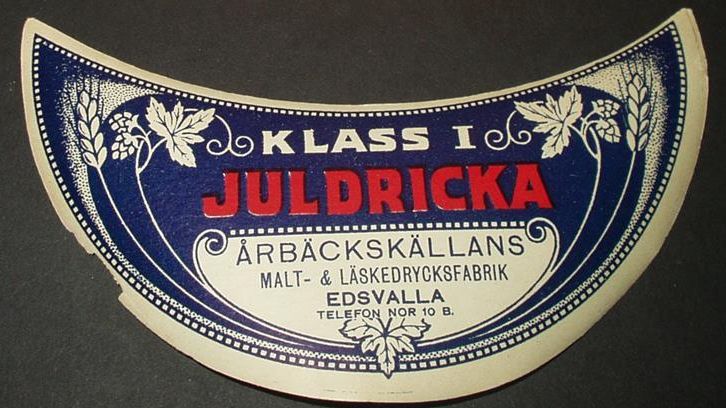 KLASS I
JULDRICKA
ÅRBÄCKSKÄLLANS
MALT- & LÄSKEDRYCKSFABRIK
EDSVALLA
TELEFON NOR 10 B.